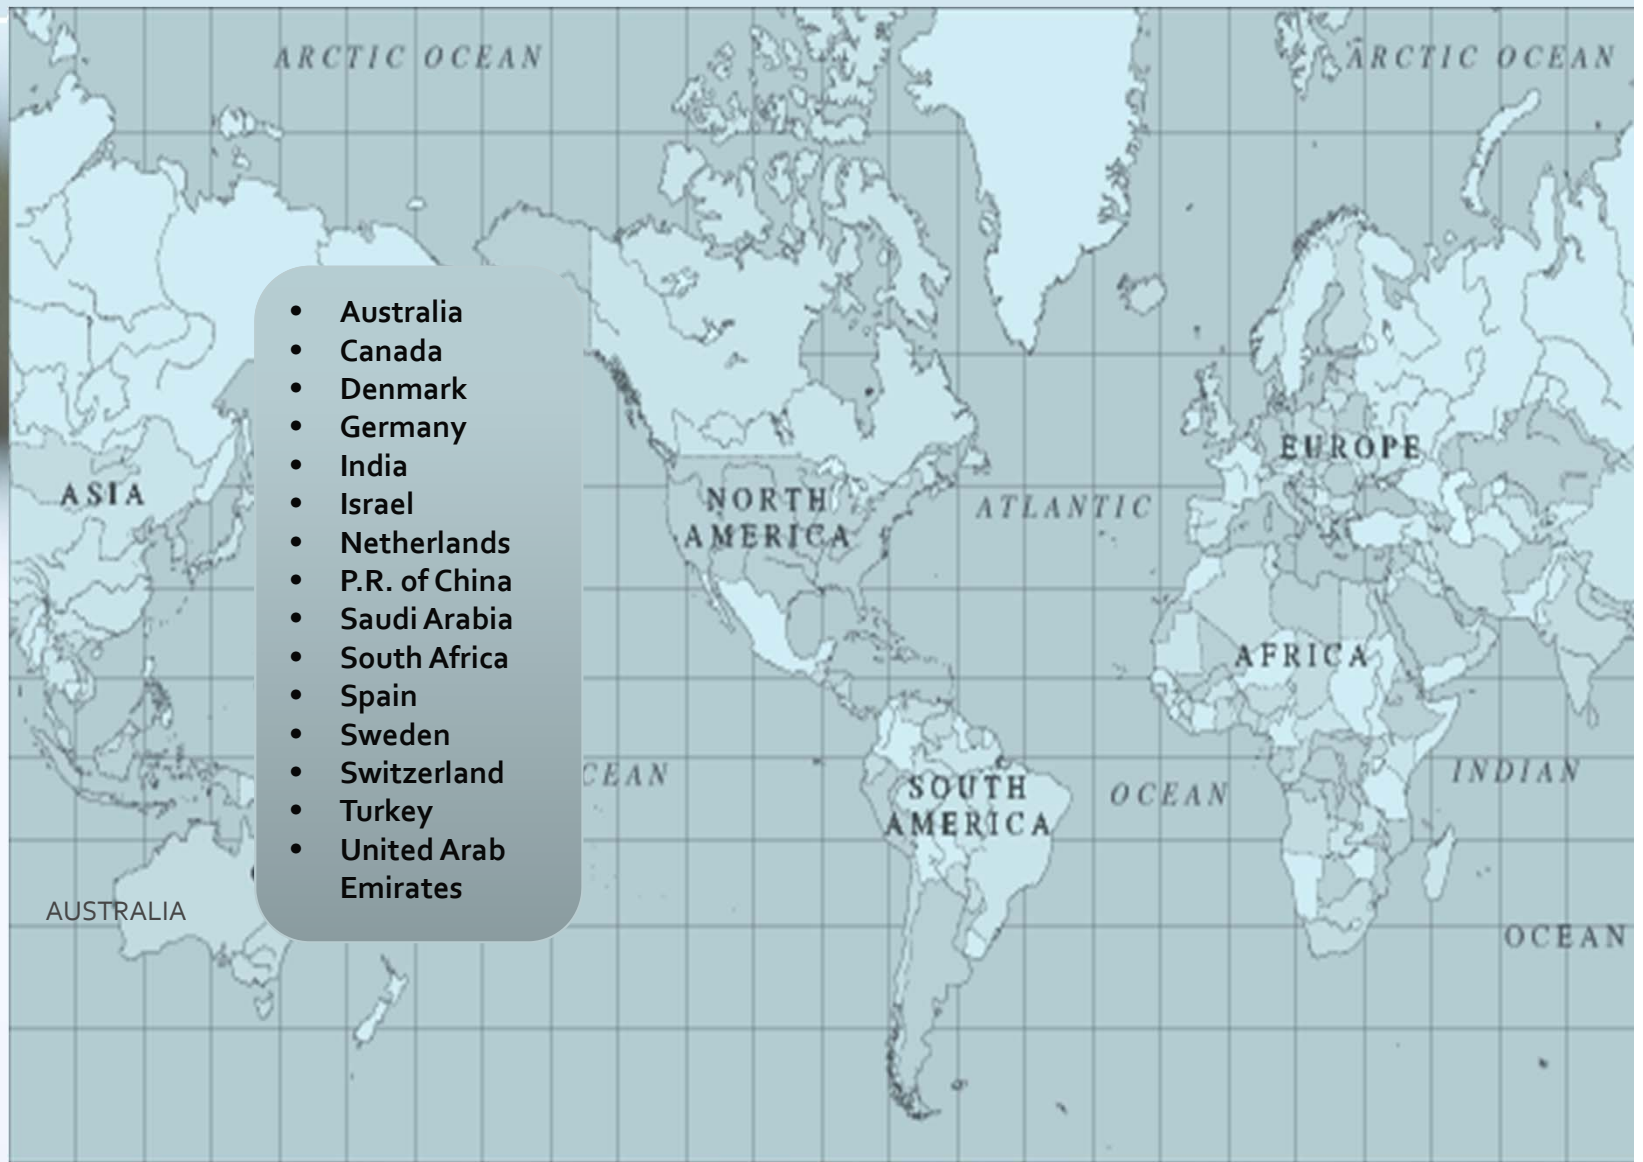 ARCTIC OCEAN
ARCTIC OCEAN
• Australia
• Canada
• Denmark
• Germany
• India
• Israel
• Netherlands
• P.R. of China
• Saudi Arabia
• South Africa
• Spain
• Sweden
• Switzerland
• Turkey
• United Arab
Emirates
ASIA
NORTH
AMERICA
ATLANTIC
EUROPE
AFRICA
CEAN
SOUTH
AMERICA
OCEAN
INDIAN
AUSTRALIA
OCEAN